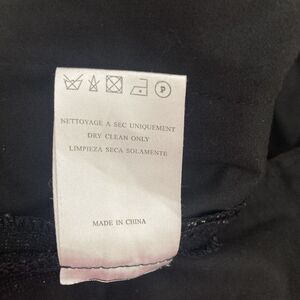 P
NETTOYAGE A SEC UNIQUEMENT
DRY CLEAN ONLY
LIMPIEZA SECA SOLAMENTE
MADE IN CHINA